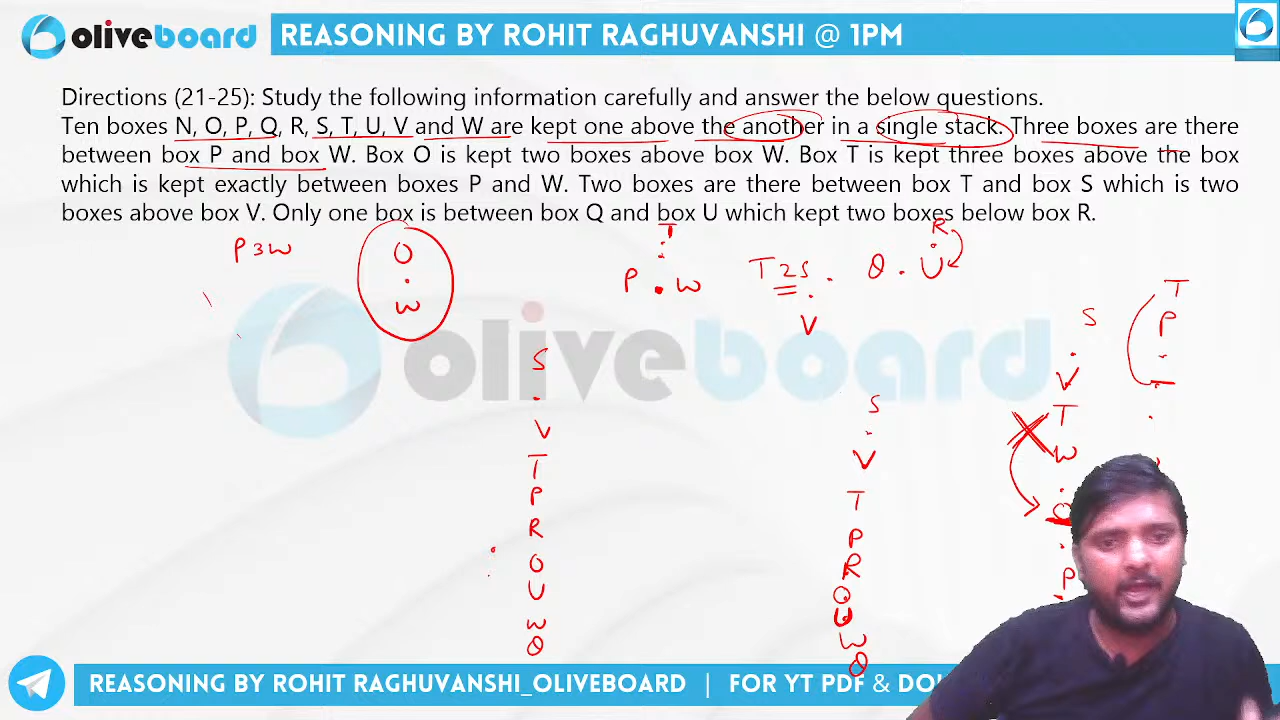 oliveboard
REASONING BY ROHIT RAGHUVANSHI @ 1PM
Directions (21-25): Study the following information carefully and answer the below questions.
Ten boxes N, O, P, Q, R, S, T, U, V and W are kept one above the another in a single stack. Three boxes are there
between box P and box W. Box O is kept two boxes above box W. Box T is kept three boxes above the box
which is kept exactly between boxes P and W. Two boxes are there between box T and box S which is two
boxes above box V. Only one box is between box Q and box U which kept two boxes below box R.
P 3 W
O
.
W
T
:
P . W
T 2 S .
.
V
R
.
Q . U
oliveboard
S
.
V
T
P
R
O
U
W
Q
S
.
V
T
P
R
O
U
W
Q
S
.
V
T
W
.
O
.
P
T
P
.
REASONING BY ROHIT RAGHUVANSHI_OLIVEBOARD | FOR YT PDF &